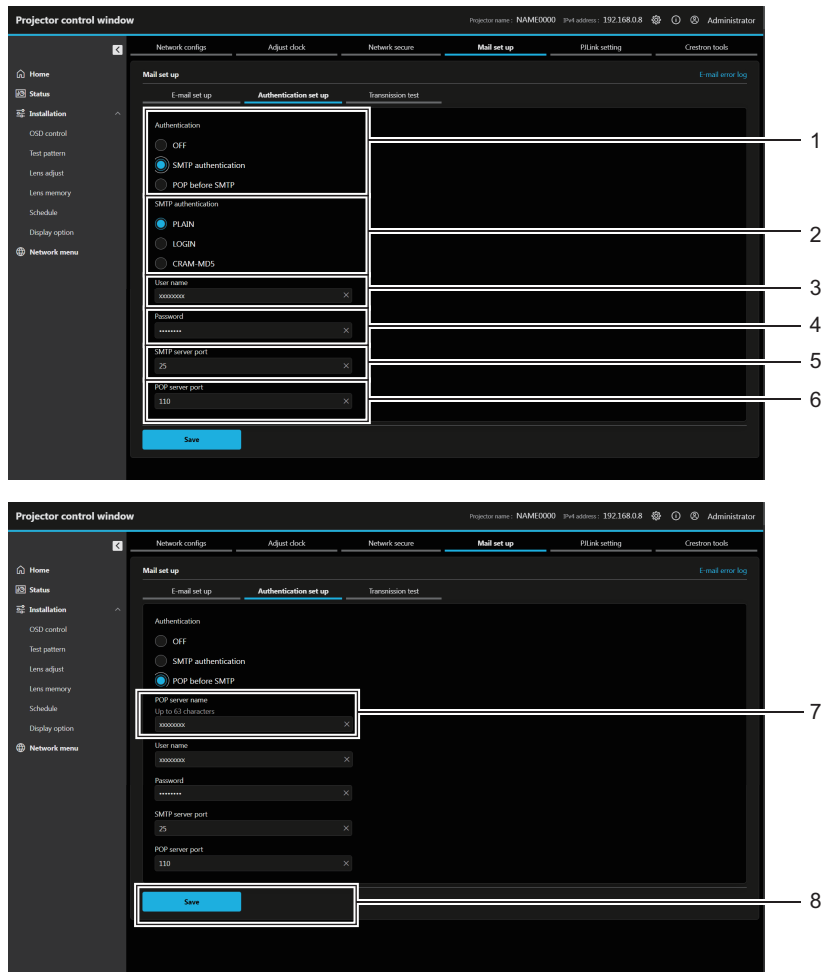 Projector control window Projector name : NAME0000 IPv4 address : 192.168.0.8 Administrator
Network configs Adjust clock Netwrk secure Mail set up PJLink setting Crestron tools
Home
Status
Installation
OSD control
Test pattern
Lens adjust
Lens memory
Schedule
Display option
Network menu
Mail set up E-mail error log
E-mail set up Authentication set up Transnission test
Authentication
OFF
SMTP authentication
POP before SMTP
1
SMTP authentication
PLAIN
LOGIN
CRAM-MD5
2
User name
xxxxxxxx
3
Password
••••••••
4
SMTP server port
25
5
POP server port
110
6
Save
Projector control window Projector name : NAME0000 IPv4 address : 192.168.0.8 Administrator
Network configs Adjust clock Netwrk secure Mail set up PJLink setting Crestron tools
Home
Status
Installation
OSD control
Test pattern
Lens adjust
Lens memory
Schedule
Display option
Network menu
Mail set up E-mail error log
E-mail set up Authentication set up Transnission test
Authentication
OFF
SMTP authentication
POP before SMTP
POP server name
Up to 63 characters
xxxxxxxx
7
User name
xxxxxxxx
Password
••••••••
SMTP server port
25
POP server port
110
Save
8